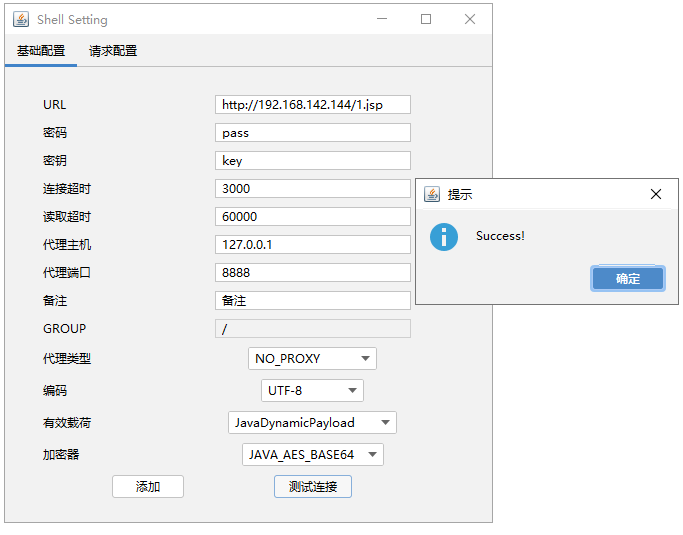 Shell Setting
基础配置 请求配置
URL http://192.168.142.144/1.jsp
密码 pass
密钥 key
连接超时 3000
读取超时 60000
代理主机 127.0.0.1
代理端口 8888
备注 备注
GROUP /
代理类型 NO_PROXY
编码 UTF-8
有效载荷 JavaDynamicPayload
加密器 JAVA_AES_BASE64
添加 测试连接
提示
Success!
确定